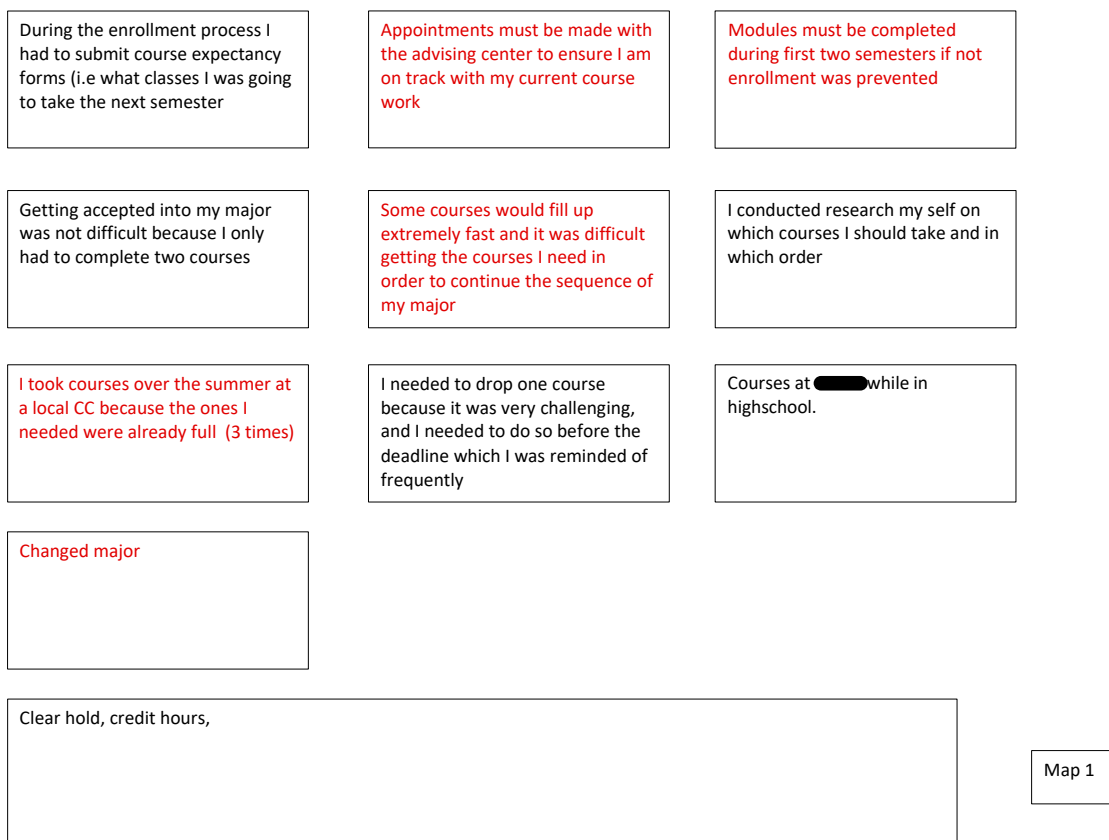 During the enrollment process I
had to submit course expectancy
forms (i.e what classes I was going
to take the next semester
Appointments must be made with
the advising center to ensure I am
on track with my current course
work
Modules must be completed
during first two semesters if not
enrollment was prevented
Getting accepted into my major
was not difficult because I only
had to complete two courses
Some courses would fill up
extremely fast and it was difficult
getting the courses I need in
order to continue the sequence of
my major
I conducted research my self on
which courses I should take and in
which order
I took courses over the summer at
a local CC because the ones I
needed were already full  (3 times)
I needed to drop one course
because it was very challenging,
and I needed to do so before the
deadline which I was reminded of
frequently
Courses at while in
highschool.
Changed major
Clear hold, credit hours,
Map 1